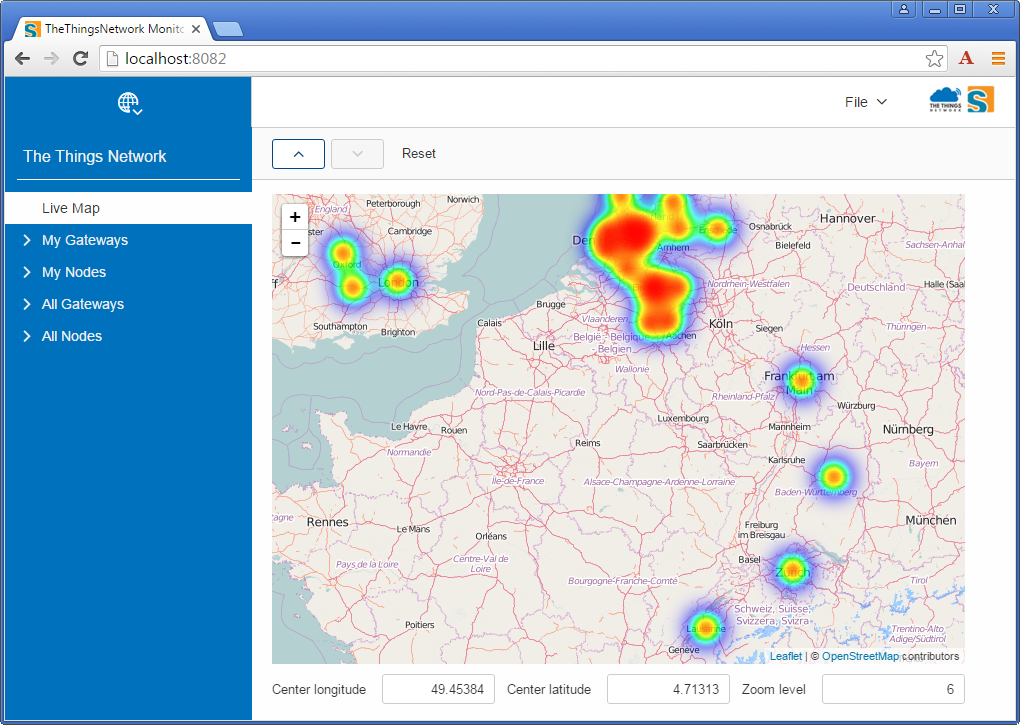 TheThingsNetwork Monito
localhost:8082
The Things Network
Live Map
My Gateways
My Nodes
All Gateways
All Nodes
File
THE THINGS
NETWORK
Reset
+
−
England
Peterborough
Norwich
Cambridge
Oxford
London
Southampton
Brighton
Hannover
Osnabrück
Enschede
Bielefeld
Arnhem
Sachsen-Anhal
Nordrhein-Westfalen
Deutschland
Halle (Saal
Brugge
Calais
Vlaanderen
België - Belgique
- Belgien
Aachen
Köln
Siegen
Thüringen
Lille
Wallonie
Hessen
Frankfurt am
Main
Nord-Pas-de-Calais-Picardie
Rheinland-Pfalz
Würzburg
Le Havre
Rouen
Luxembourg
Mannheim
Nürnberg
Normandie
Reims
Saarbrücken
Karlsruhe
Bayern
Île-de-France
Alsace-Champagne-Ardenne-Lorraine
Baden-Württemberg
tagne
Rennes
Le Mans
Orléans
Freiburg
im Breisgau
München
Pays de la Loire
Centre-Val de
Loire
Basel
Zürich
Bourgogne-Franche-Comté
Tirol
Schweiz, Suisse,
Svizzera, Svizra
Poitiers
Lausanne
Trentino-Alto
Adige/Südtirol
Genève
Leaflet | © OpenStreetMap contributors
Center longitude 49.45384 Center latitude 4.71313 Zoom level 6